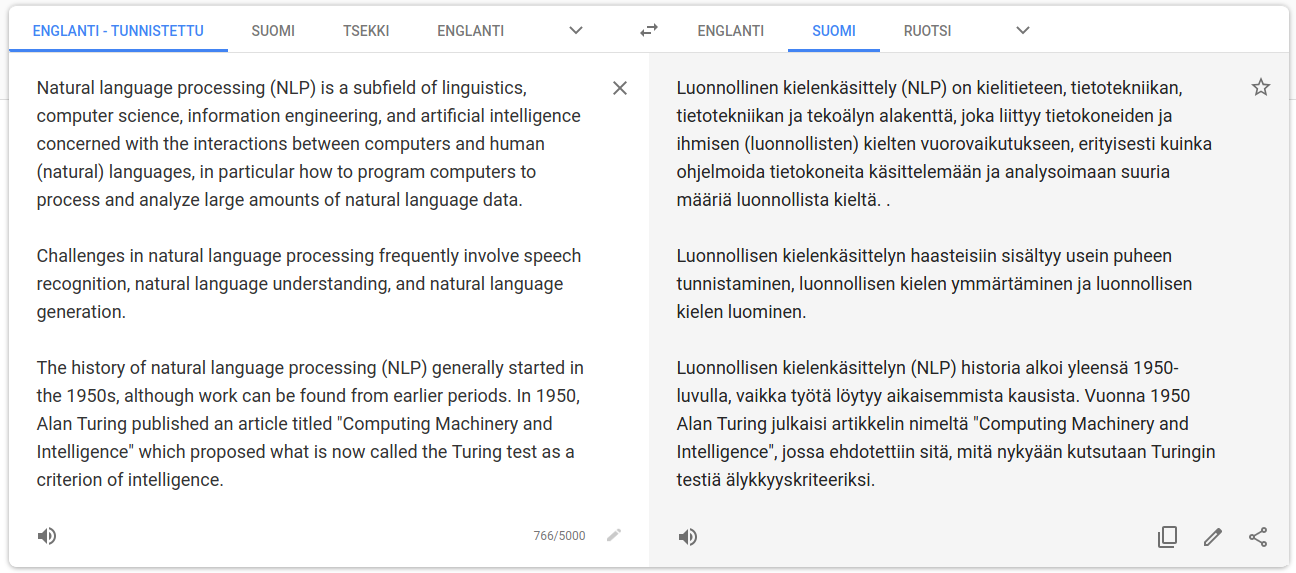 ENGLANTI - TUNNISTETTU SUOMI TSEKKI ENGLANTI
ENGLANTI SUOMI RUOTSI
Natural language processing (NLP) is a subfield of linguistics,
computer science, information engineering, and artificial intelligence
concerned with the interactions between computers and human
(natural) languages, in particular how to program computers to
process and analyze large amounts of natural language data.
Challenges in natural language processing frequently involve speech
recognition, natural language understanding, and natural language
generation.
The history of natural language processing (NLP) generally started in
the 1950s, although work can be found from earlier periods. In 1950,
Alan Turing published an article titled "Computing Machinery and
Intelligence" which proposed what is now called the Turing test as a
criterion of intelligence.
766/5000
Luonnollinen kielenkäsittely (NLP) on kielitieteen, tietotekniikan,
tietotekniikan ja tekoälyn alakenttä, joka liittyy tietokoneiden ja
ihmisen (luonnollisten) kielten vuorovaikutukseen, erityisesti kuinka
ohjelmoida tietokoneita käsittelemään ja analysoimaan suuria
määriä luonnollista kieltä. .
Luonnollisen kielenkäsittelyn haasteisiin sisältyy usein puheen
tunnistaminen, luonnollisen kielen ymmärtäminen ja luonnollisen
kielen luominen.
Luonnollisen kielenkäsittelyn (NLP) historia alkoi yleensä 1950-
luvulla, vaikka työtä löytyy aikaisemmista kausista. Vuonna 1950
Alan Turing julkaisi artikkelin nimeltä "Computing Machinery and
Intelligence", jossa ehdotettiin sitä, mitä nykyään kutsutaan Turingin
testiä älykkyyskriteeriksi.